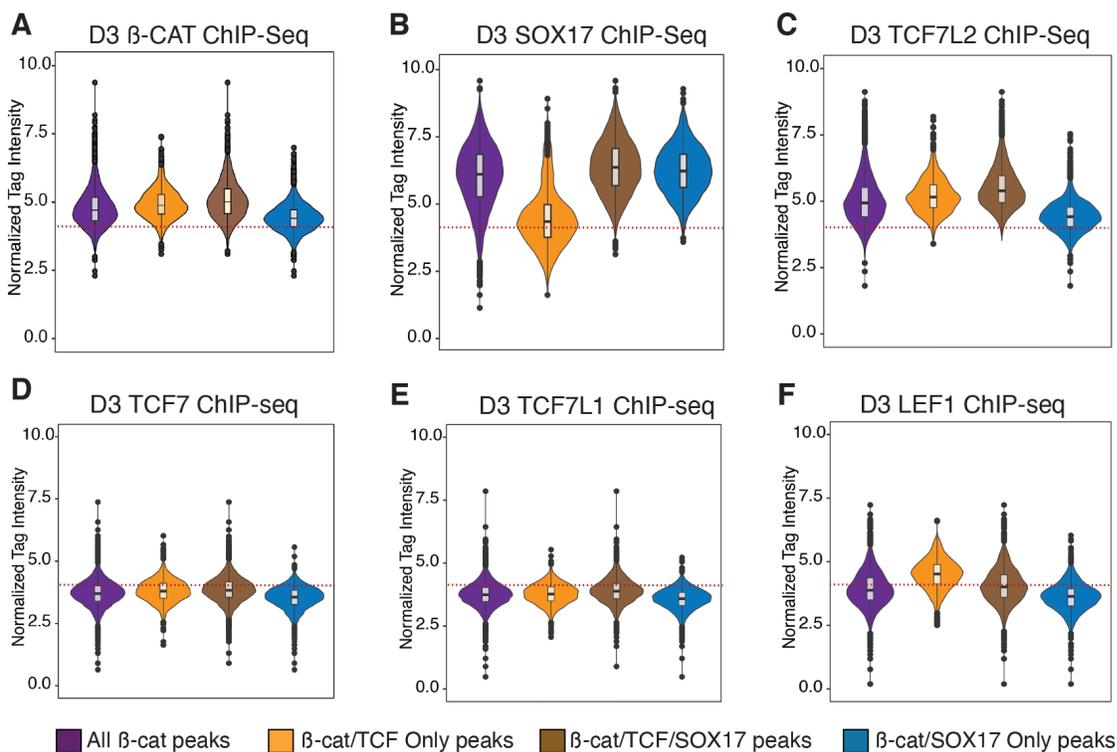 A
D3 ß-CAT ChIP-Seq
Normalized Tag Intensity
10.0
7.5
5.0
2.5
0.0
B
D3 SOX17 ChIP-Seq
Normalized Tag Intensity
10.0
7.5
5.0
2.5
0.0
C
D3 TCF7L2 ChIP-Seq
Normalized Tag Intensity
10.0
7.5
5.0
2.5
0.0
D
D3 TCF7 ChIP-seq
Normalized Tag Intensity
10.0
7.5
5.0
2.5
0.0
E
D3 TCF7L1 ChIP-seq
Normalized Tag Intensity
10.0
7.5
5.0
2.5
0.0
F
D3 LEF1 ChIP-seq
Normalized Tag Intensity
10.0
7.5
5.0
2.5
0.0
All ß-cat peaks
ß-cat/TCF Only peaks
ß-cat/TCF/SOX17 peaks
ß-cat/SOX17 Only peaks